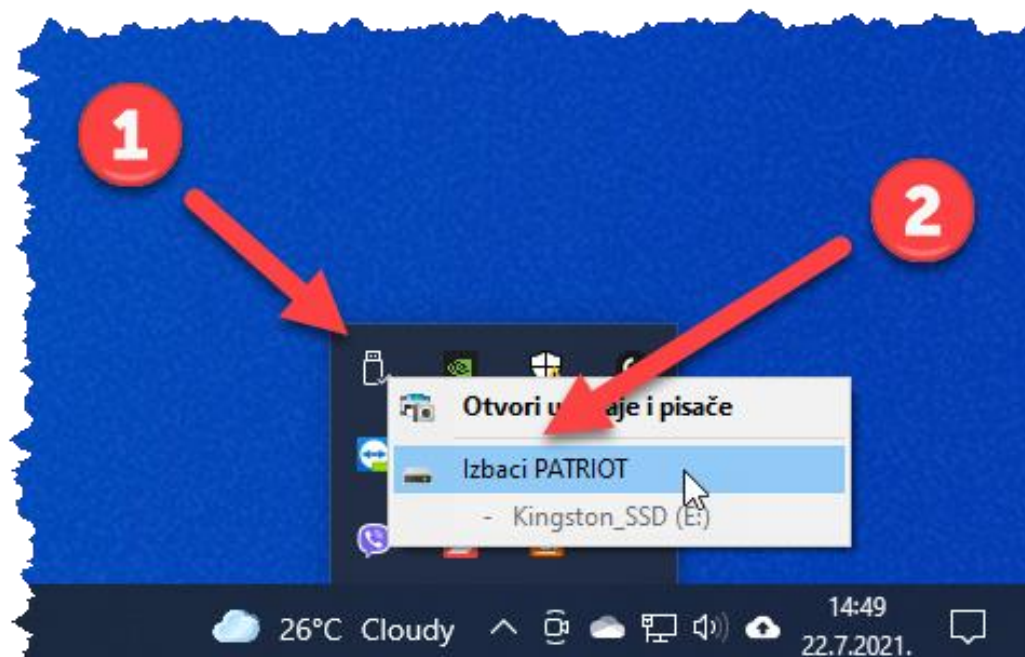 1
2
Otvori u aje i pisače
Izbaci PATRIOT
- Kingston_SSD (E:)
26°C Cloudy
14:49
22.7.2021.